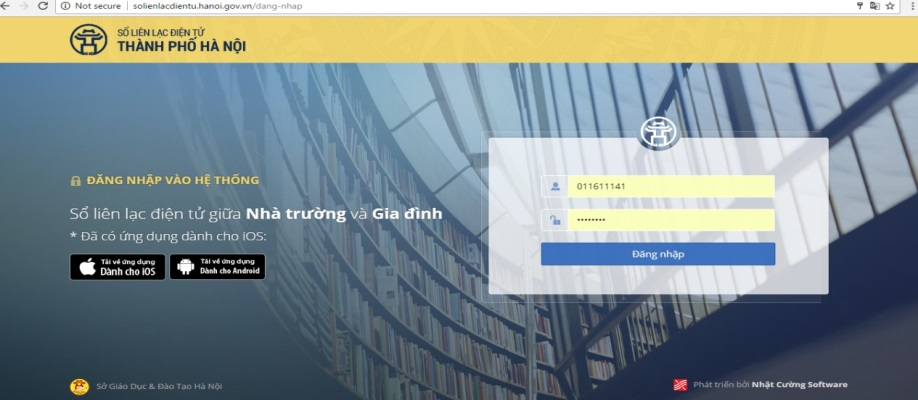 Not secure | solienlacdientu.hanoi.gov.vn/dang-nhap
SỔ LIÊN LẠC ĐIỆN TỬ
THÀNH PHỐ HÀ NỘI
ĐĂNG NHẬP VÀO HỆ THỐNG
Sổ liên lạc điện tử giữa Nhà trường và Gia đình
* Đã có ứng dụng dành cho iOS:
Tải về ứng dụng
Dành cho iOS
Tải về ứng dụng
Dành cho Android
011611141
••••••••
Đăng nhập
Sở Giáo Dục & Đào Tạo Hà Nội
Phát triển bởi Nhật Cường Software